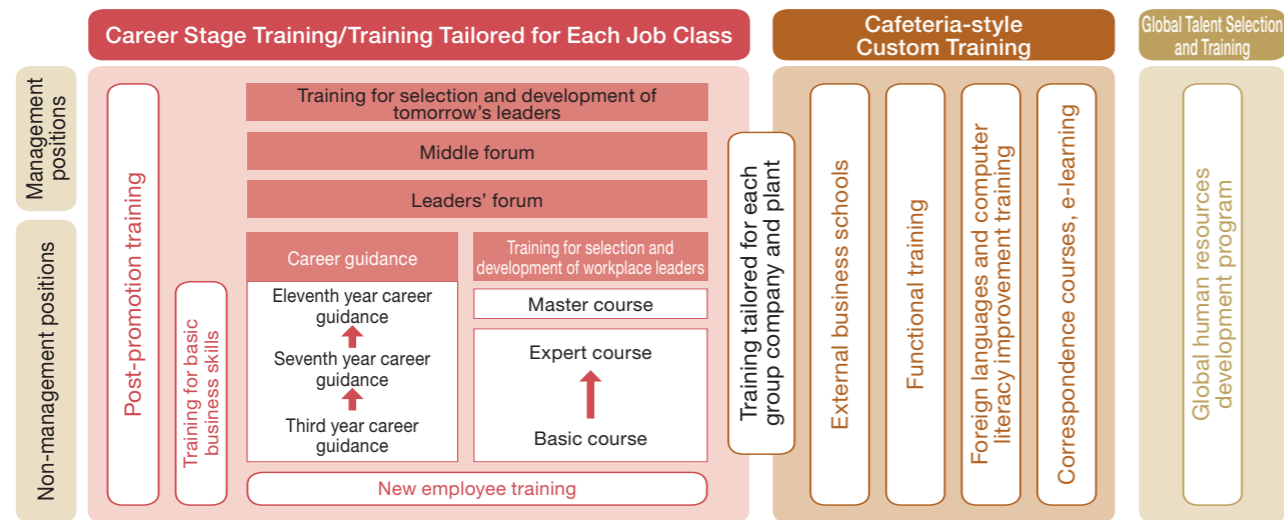 Career Stage Training/Training Tailored for Each Job Class
Cafeteria-style
Custom Training
Global Talent Selection
and Training
Management
positions
Non-management positions
Post-promotion training
Training for basic
business skills
Training for selection and development of
tomorrow's leaders
Middle forum
Leaders' forum
Career guidance
Eleventh year career
guidance
Seventh year career
guidance
Third year career
guidance
Training for selection and
development of workplace leaders
Master course
Expert course
Basic course
New employee training
Training tailored for each
group company and plant
External business schools
Functional training
Foreign languages and computer
literacy improvement training
Correspondence courses, e-learning
Global human resources
development program